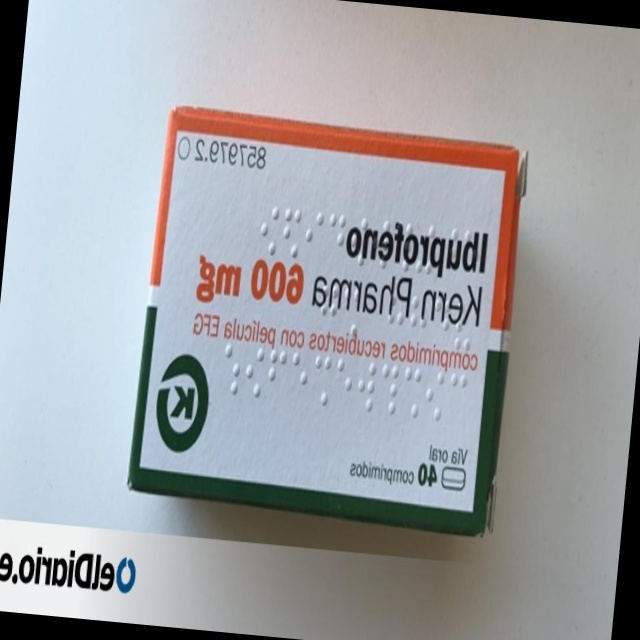 857979.2 O
Ibuprofeno
Kern Pharma 600 mg
comprimidos recubiertos con película EFG
K
Vía oral
40 comprimidos
elDiario.e